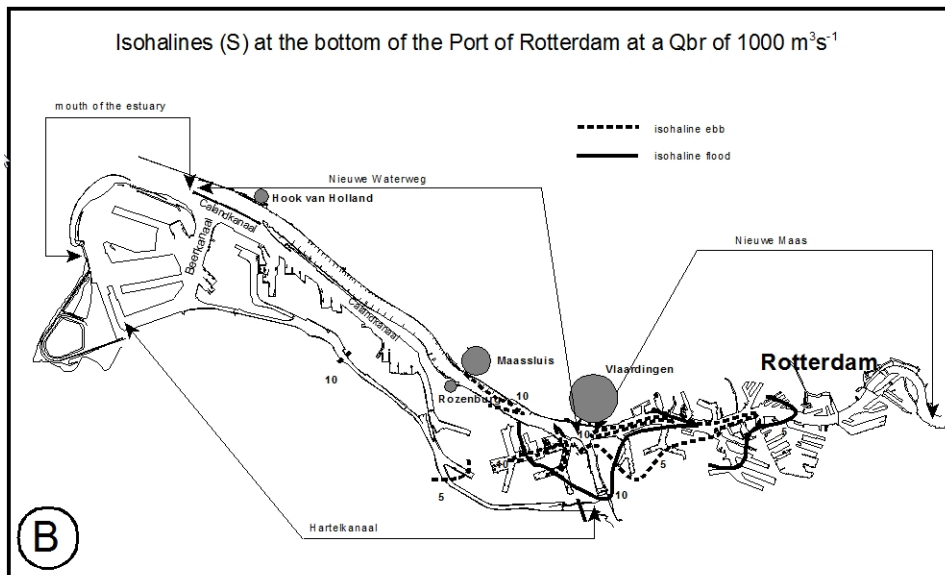 Isohalines (S) at the bottom of the Port of Rotterdam at a Qbr of 1000 m³s⁻¹
mouth of the estuary
isohaline ebb
isohaline flood
Nieuwe Waterweg
Hook van Holland
Calandkanaal
Beerkanaal
Nieuwe Maas
Calandkanaal
Maassluis
Rotterdam
Vlaardingen
10
Rozenburg
10
10
5
5
10
Hartelkanaal
B